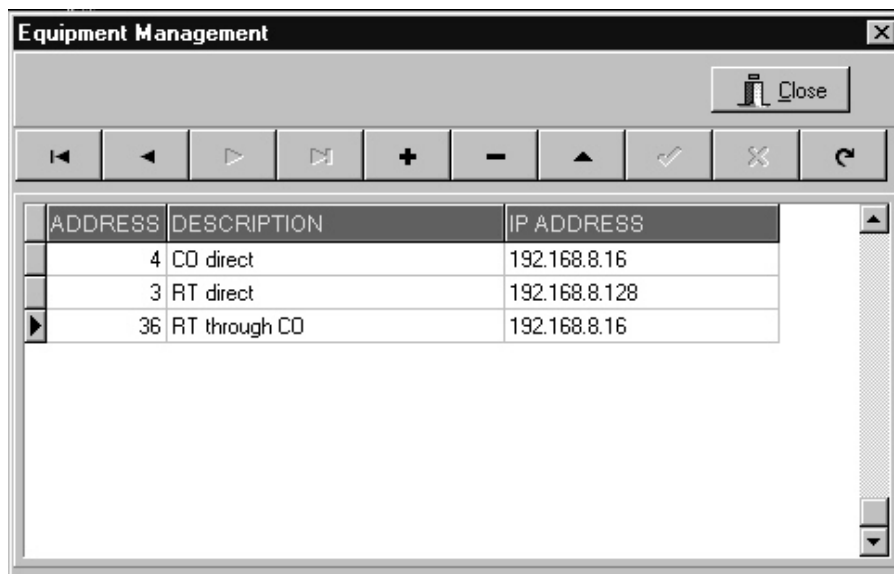 Equipment Management
Close
ADDRESS DESCRIPTION IP ADDRESS
4 CO direct 192.168.8.16
3 RT direct 192.168.8.128
36 RT through CO 192.168.8.16